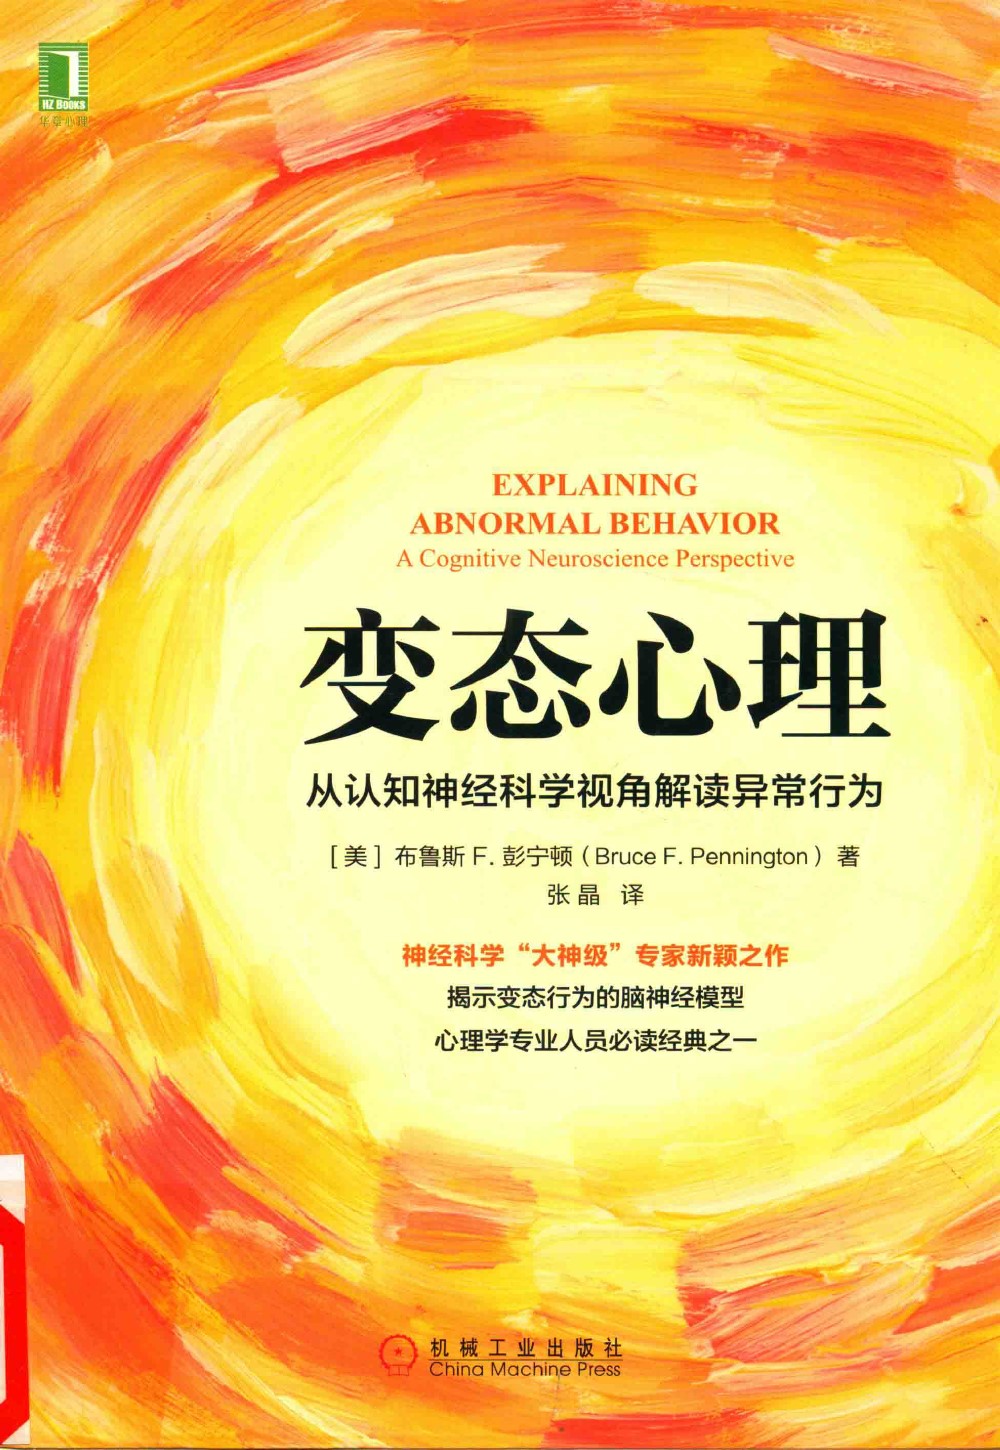 HZ BOOKS
华章心理
EXPLAINING
ABNORMAL BEHAVIOR
A Cognitive Neuroscience Perspective
变态心理
从认知神经科学视角解读异常行为
［美］布鲁斯 F. 彭宁顿（Bruce F. Pennington）著
张晶 译
神经科学“大神级”专家新颖之作
揭示变态行为的脑神经模型
心理学专业人员必读经典之一
机械工业出版社
China Machine Press